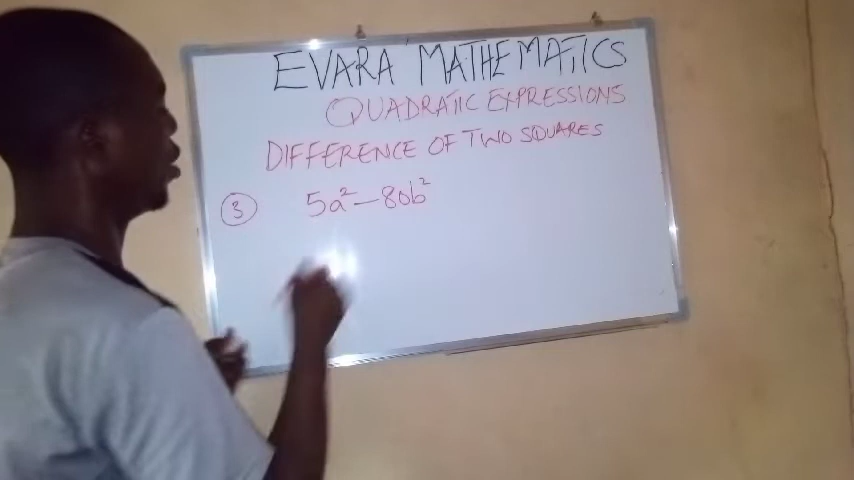 EVARA MATHEMATICS
QUADRATIC EXPRESSIONS
DIFFERENCE OF TWO SQUARES
3 5a² — 80b²